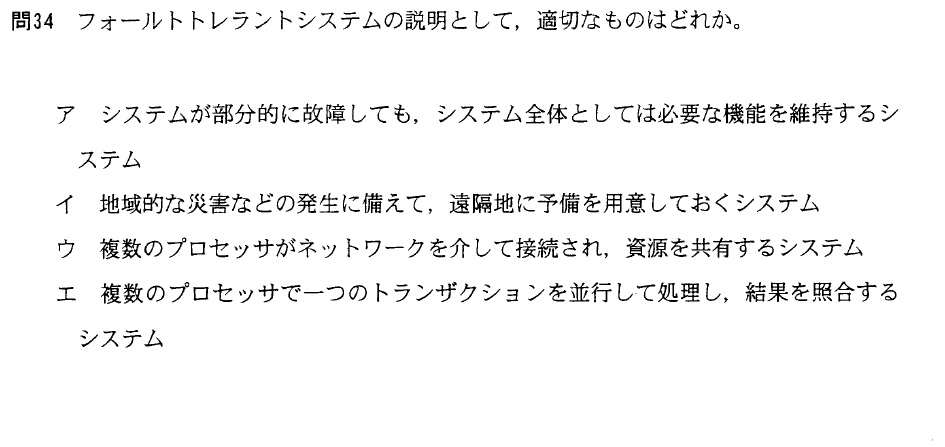 問34 フォールトトレラントシステムの説明として，適切なものはどれか。
ア システムが部分的に故障しても，システム全体としては必要な機能を維持するシ
ステム
イ 地域的な災害などの発生に備えて，遠隔地に予備を用意しておくシステム
ウ 複数のプロセッサがネットワークを介して接続され，資源を共有するシステム
エ 複数のプロセッサで一つのトランザクションを並行して処理し，結果を照合する
システム